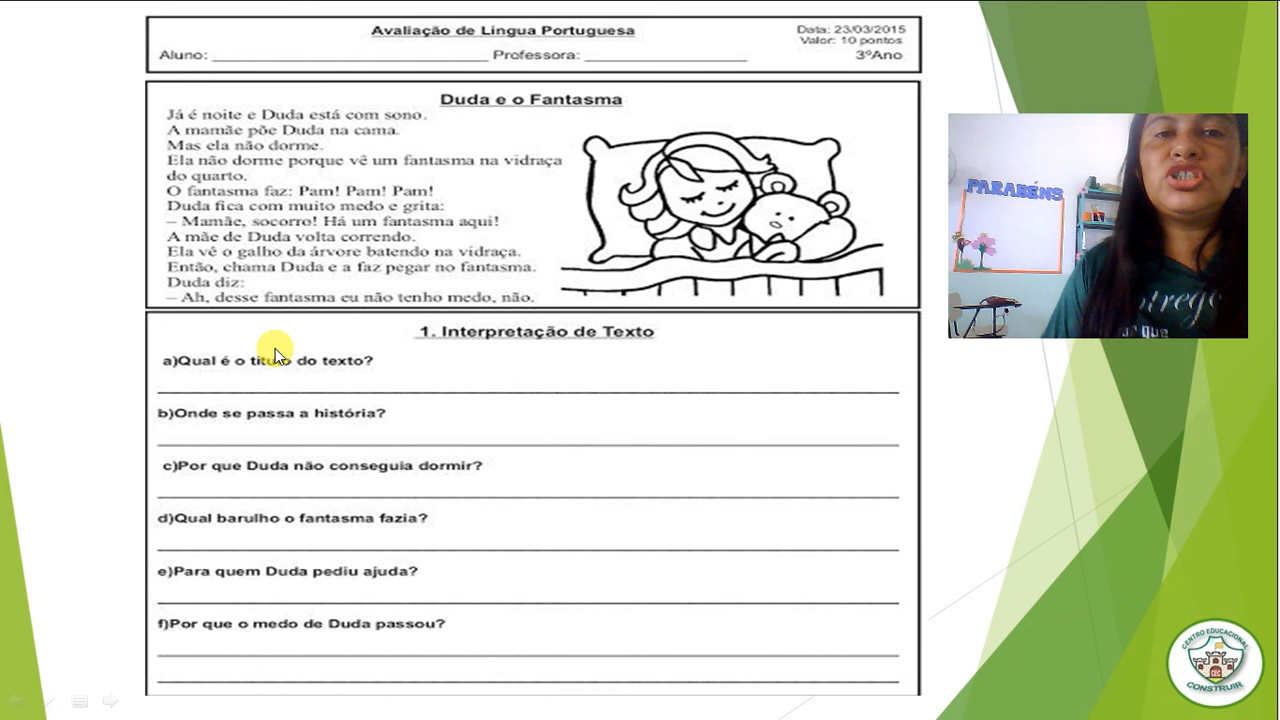 Avaliação de Língua Portuguesa
Data: 23/03/2015
Valor: 10 pontos
Aluno: ________________ Professora: ________________ 3ºAno
Duda e o Fantasma
Já é noite e Duda está com sono.
A mamãe põe Duda na cama.
Mas ela não dorme.
Ela não dorme porque vê um fantasma na vidraça
do quarto.
O fantasma faz: Pam! Pam! Pam!
Duda fica com muito medo e grita:
– Mamãe, socorro! Há um fantasma aqui!
A mãe de Duda volta correndo.
Ela vê o galho da árvore batendo na vidraça.
Então, chama Duda e a faz pegar no fantasma.
Duda diz:
– Ah, desse fantasma eu não tenho medo, não.
1. Interpretação de Texto
a)Qual é o título do texto?
b)Onde se passa a história?
c)Por que Duda não conseguia dormir?
d)Qual barulho o fantasma fazia?
e)Para quem Duda pediu ajuda?
f)Por que o medo de Duda passou?
PARABÉNS
entrego
por que
CENTRO EDUCACIONAL
CEC
CONSTRUIR